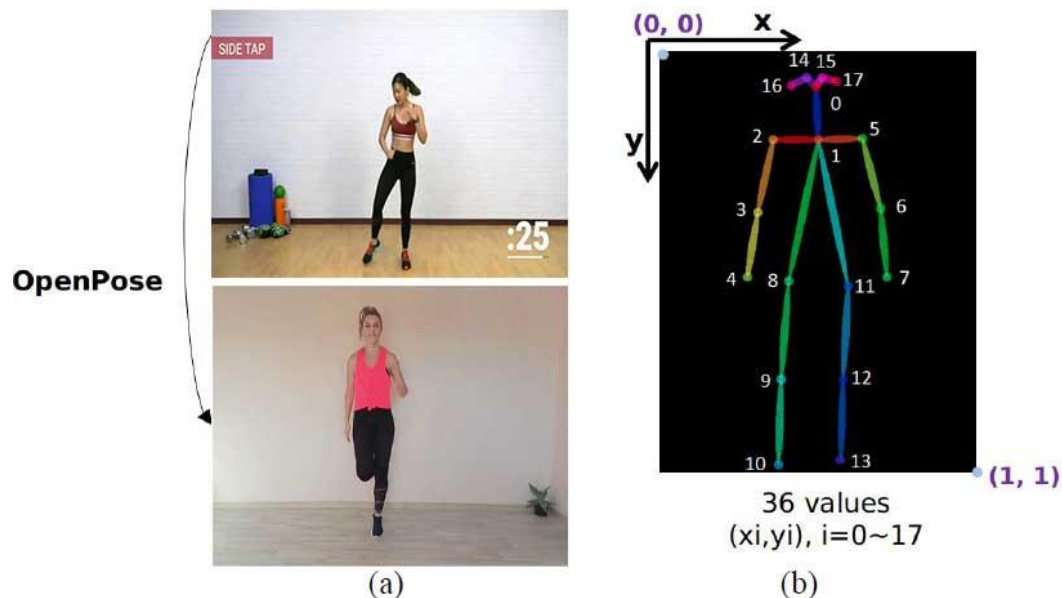 SIDE TAP
:25
OpenPose
(a)
(0, 0)
x
y
14 15
16 17
0
2 5
1
3 6
4 8 7
11
9 12
10 13
(1, 1)
36 values
(xi,yi), i=0~17
(b)